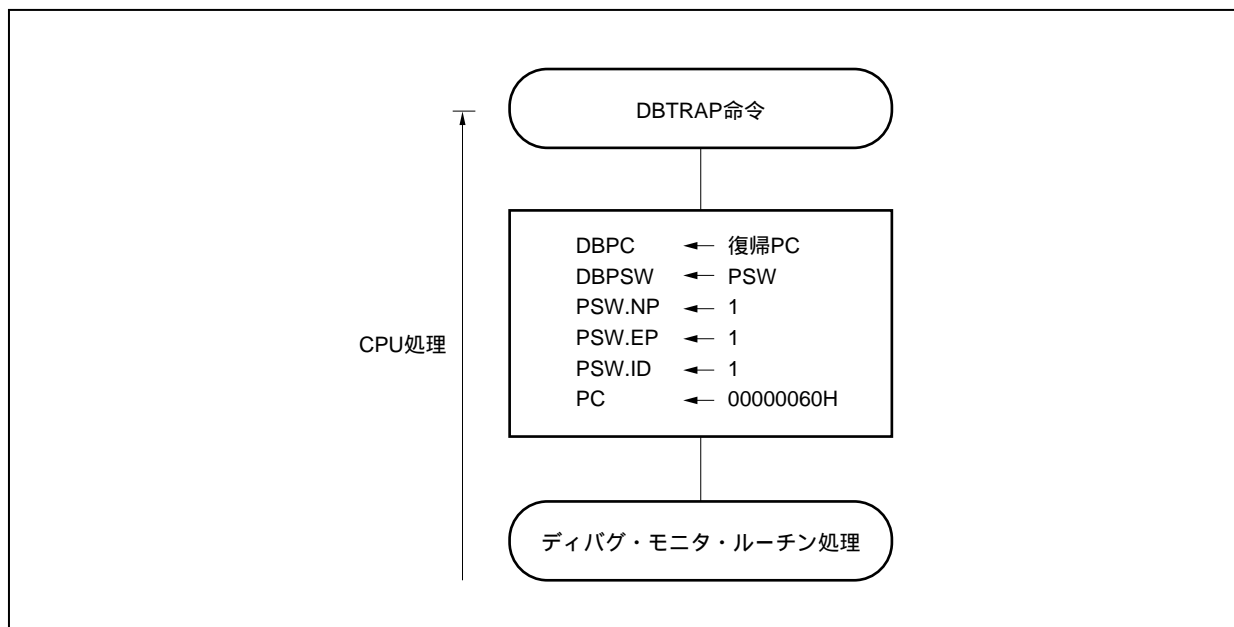 DBTRAP命令
DBPC ← 復帰PC
DBPSW ← PSW
PSW.NP ← 1
PSW.EP ← 1
CPU処理
PSW.ID ← 1
PC ← 00000060H
ディバグ・モニタ・ルーチン処理